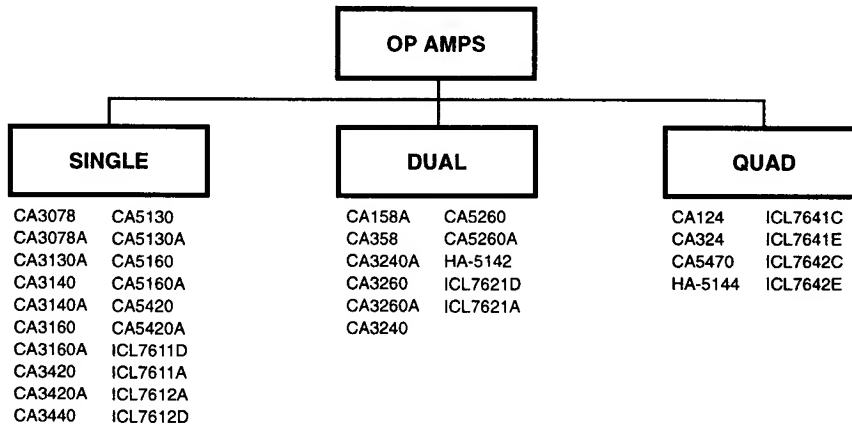 OP AMPS
SINGLE
CA3078 CA5130
CA3078A CA5130A
CA3130A CA5160
CA3140 CA5160A
CA3140A CA5420
CA3160 CA5420A
CA3160A ICL7611D
CA3420 ICL7611A
CA3420A ICL7612A
CA3440 ICL7612D
DUAL
CA158A CA5260
CA358 CA5260A
CA3240A HA-5142
CA3260 ICL7621D
CA3260A ICL7621A
CA3240
QUAD
CA124 ICL7641C
CA324 ICL7641E
CA5470 ICL7642C
HA-5144 ICL7642E